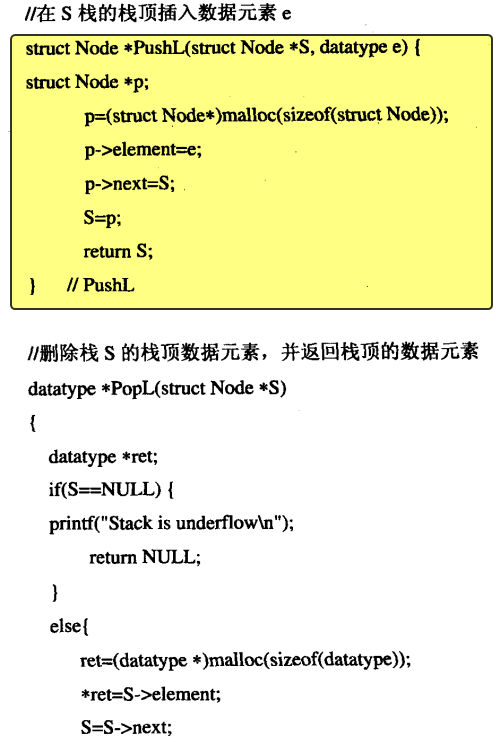 //在 S 栈的栈顶插入数据元素 e
struct Node *PushL(struct Node *S, datatype e) {
struct Node *p;
p=(struct Node*)malloc(sizeof(struct Node));
p->element=e;
p->next=S;
S=p;
return S;
} // PushL
//删除栈 S 的栈顶数据元素，并返回栈顶的数据元素
datatype *PopL(struct Node *S)
{
datatype *ret;
if(S==NULL) {
printf("Stack is underflow\n");
return NULL;
}
else{
ret=(datatype *)malloc(sizeof(datatype));
*ret=S->element;
S=S->next;